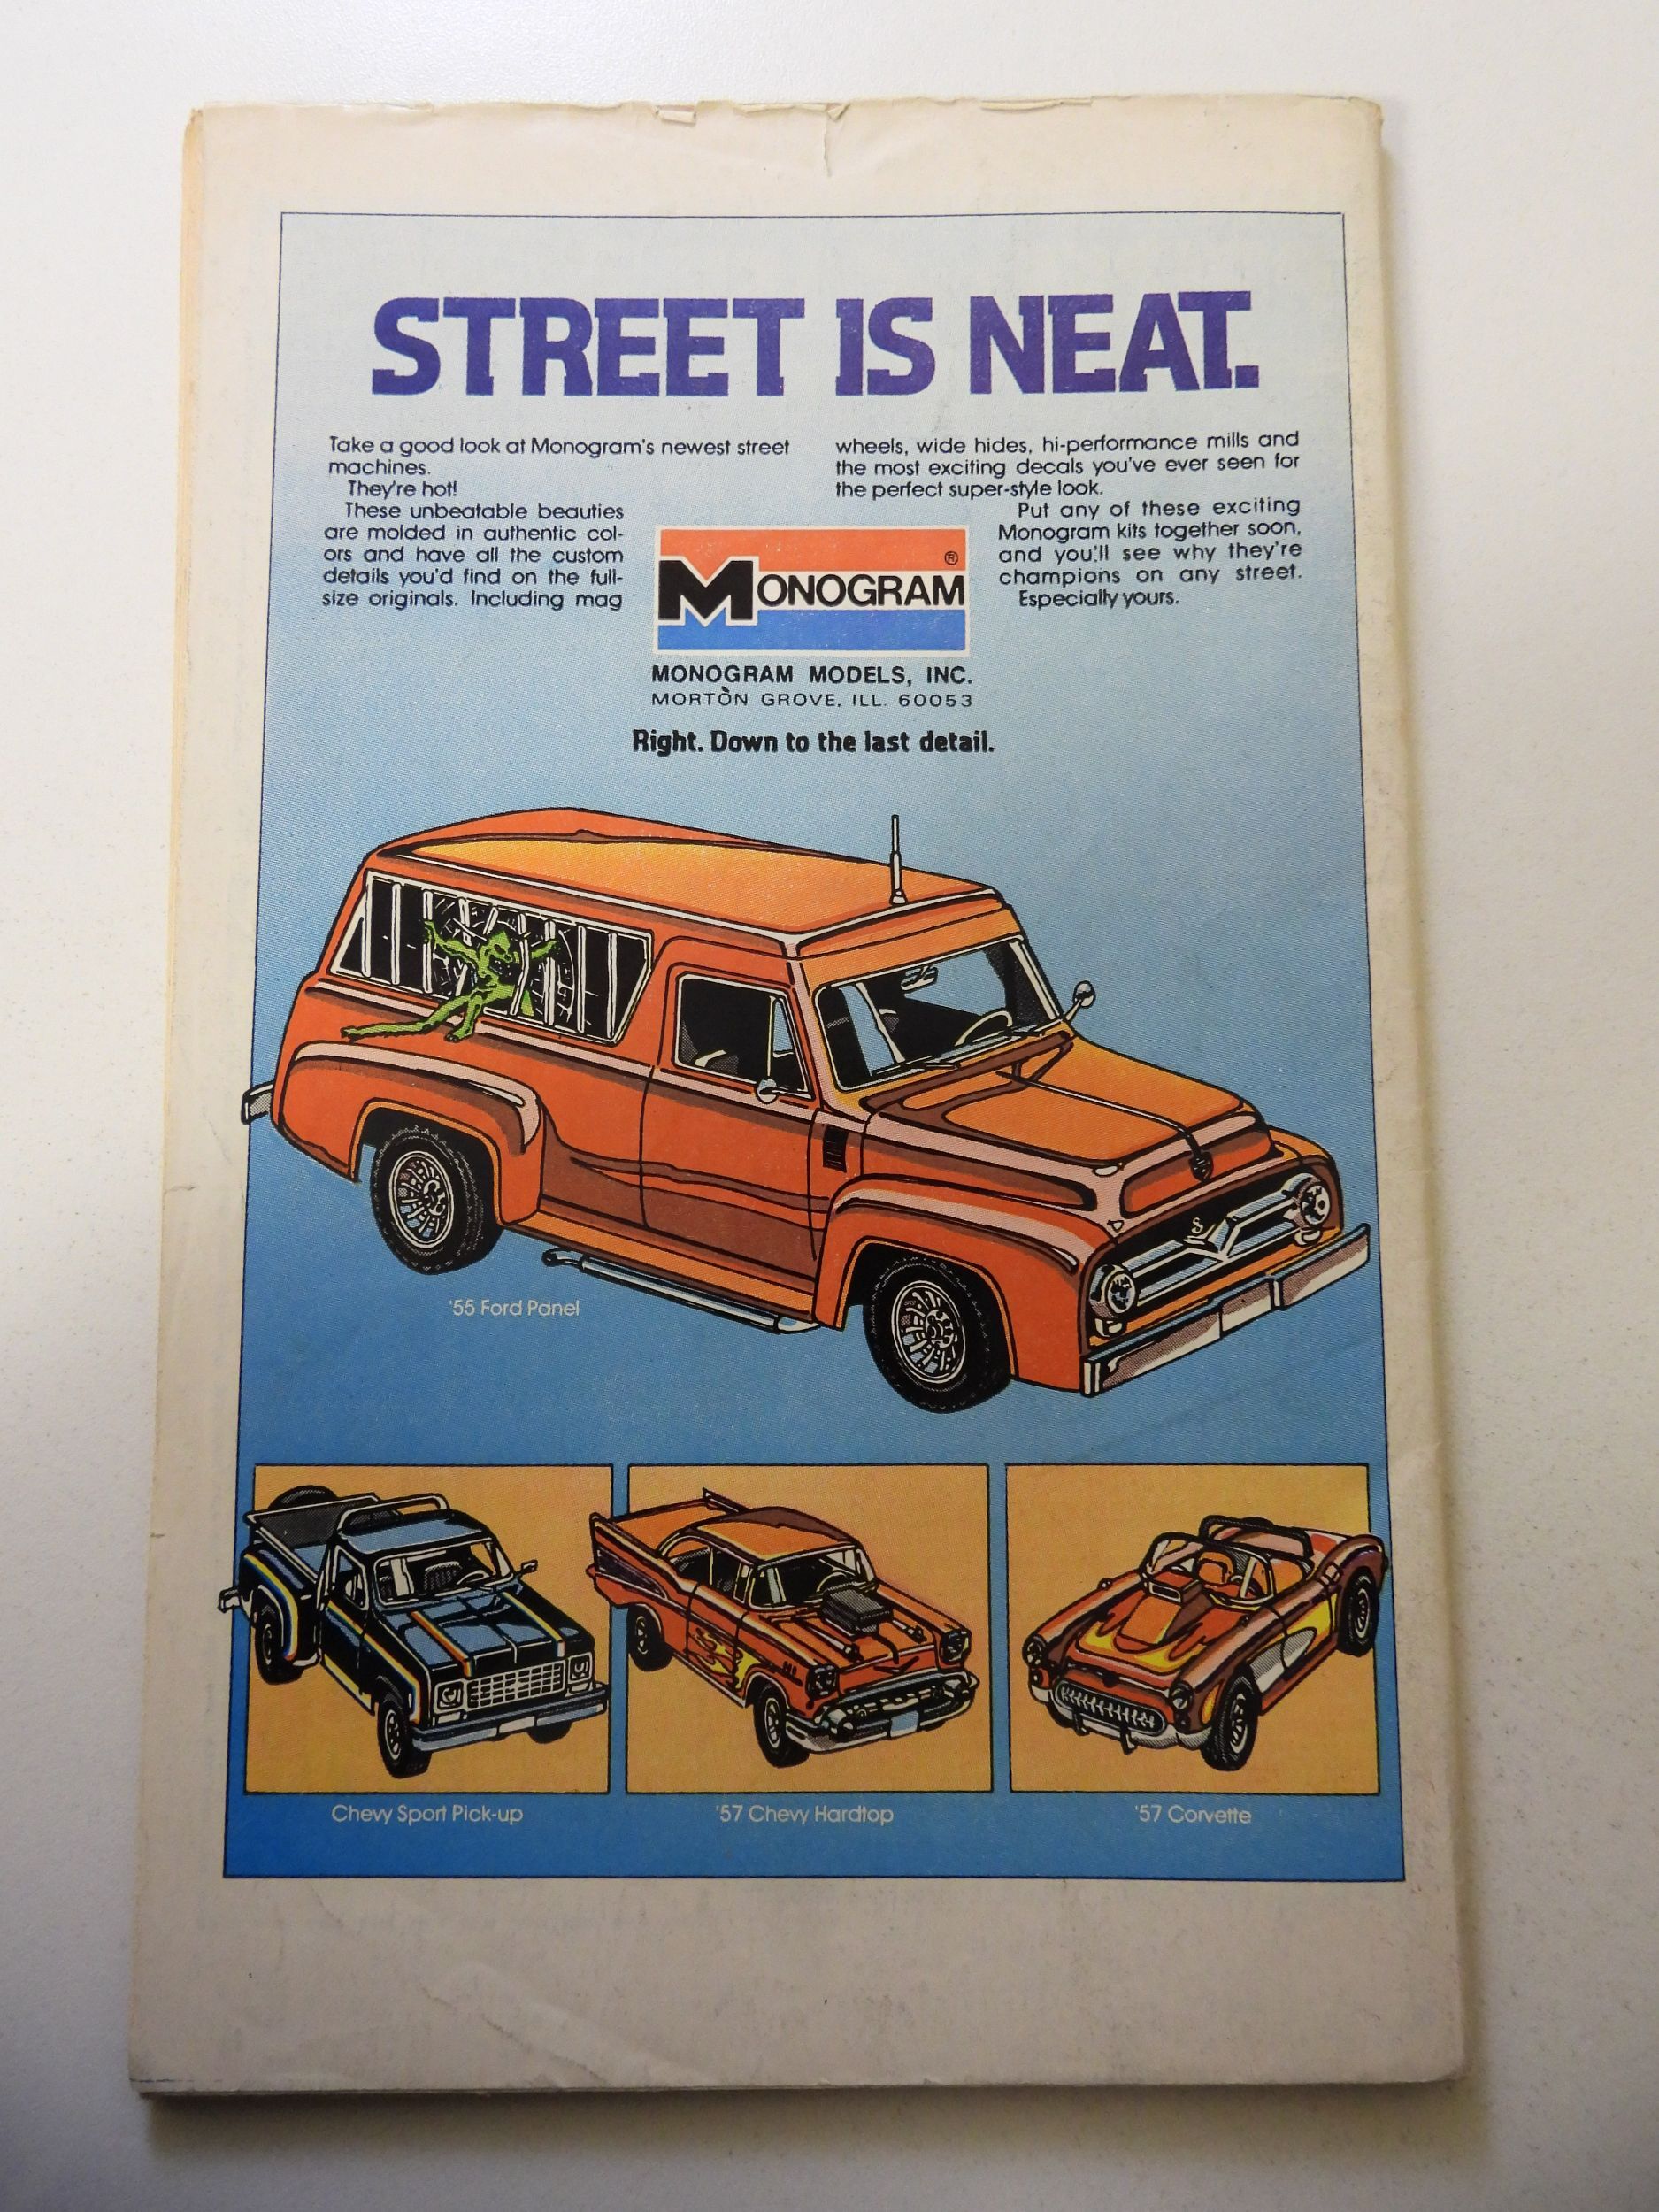 STREET IS NEAT.
Take a good look at Monogram's newest street
machines.
They're hot!
These unbeatable beauties
are molded in authentic col-
ors and have all the custom
details you'd find on the full-
size originals. Including mag
wheels, wide hides, hi-performance mills and
the most exciting decals you've ever seen for
the perfect super-style look.
Put any of these exciting
Monogram kits together soon,
and you'll see why they're
champions on any street.
Especially yours.
MONOGRAM ®
MONOGRAM MODELS, INC.
MORTON GROVE, ILL. 60053
Right. Down to the last detail.
'55 Ford Panel
Chevy Sport Pick-up
'57 Chevy Hardtop
'57 Corvette